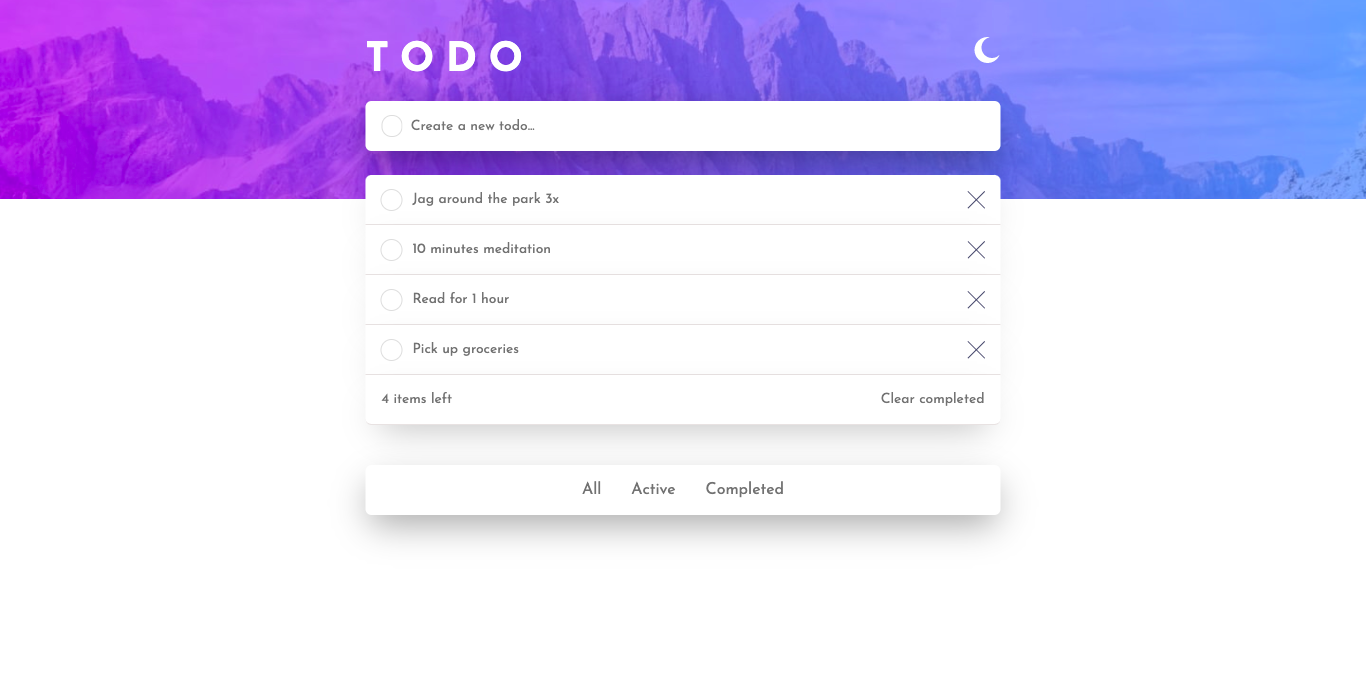 TODO
Create a new todo...
Jag around the park 3x
10 minutes meditation
Read for 1 hour
Pick up groceries
4 items left Clear completed
All Active Completed